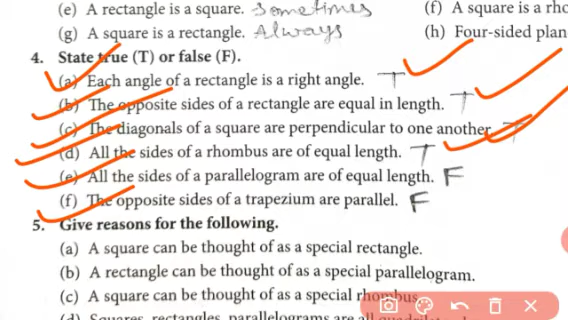 (e) A rectangle is a square. Sometimes
(f) A square is a rho
(g) A square is a rectangle. Always
(h) Four-sided plan
4. State true (T) or false (F).
(a) Each angle of a rectangle is a right angle. T
(b) The opposite sides of a rectangle are equal in length. T
(c) The diagonals of a square are perpendicular to one another. T
(d) All the sides of a rhombus are of equal length. T
(e) All the sides of a parallelogram are of equal length. F
(f) The opposite sides of a trapezium are parallel. F
5. Give reasons for the following.
(a) A square can be thought of as a special rectangle.
(b) A rectangle can be thought of as a special parallelogram.
(c) A square can be thought of as a special rhombus
(d) Squares, rectangles, parallelograms are all